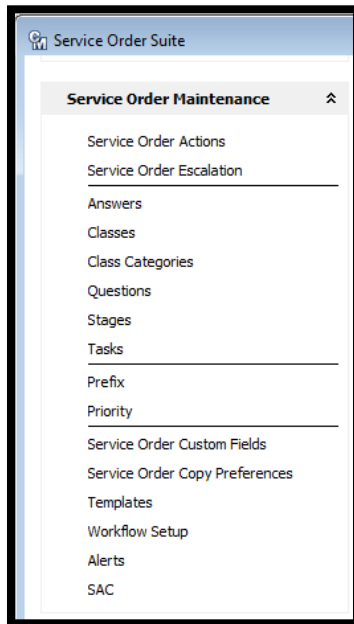 Service Order Suite
Service Order Maintenance
Service Order Actions
Service Order Escalation
Answers
Classes
Class Categories
Questions
Stages
Tasks
Prefix
Priority
Service Order Custom Fields
Service Order Copy Preferences
Templates
Workflow Setup
Alerts
SAC